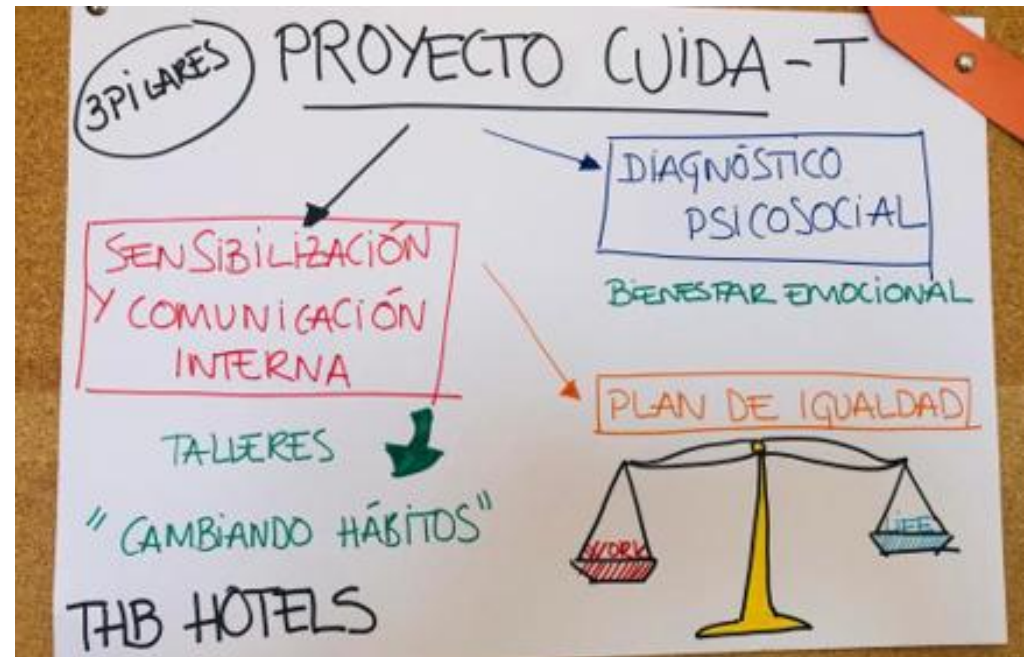 3 PILARES
PROYECTO CUIDA-T
DIAGNÓSTICO
PSICOSOCIAL
BIENESTAR EMOCIONAL
SENSIBILIZACIÓN
Y COMUNICACIÓN
INTERNA
TALLERES
"CAMBIANDO HÁBITOS"
PLAN DE IGUALDAD
WORK
LIFE
THB HOTELS